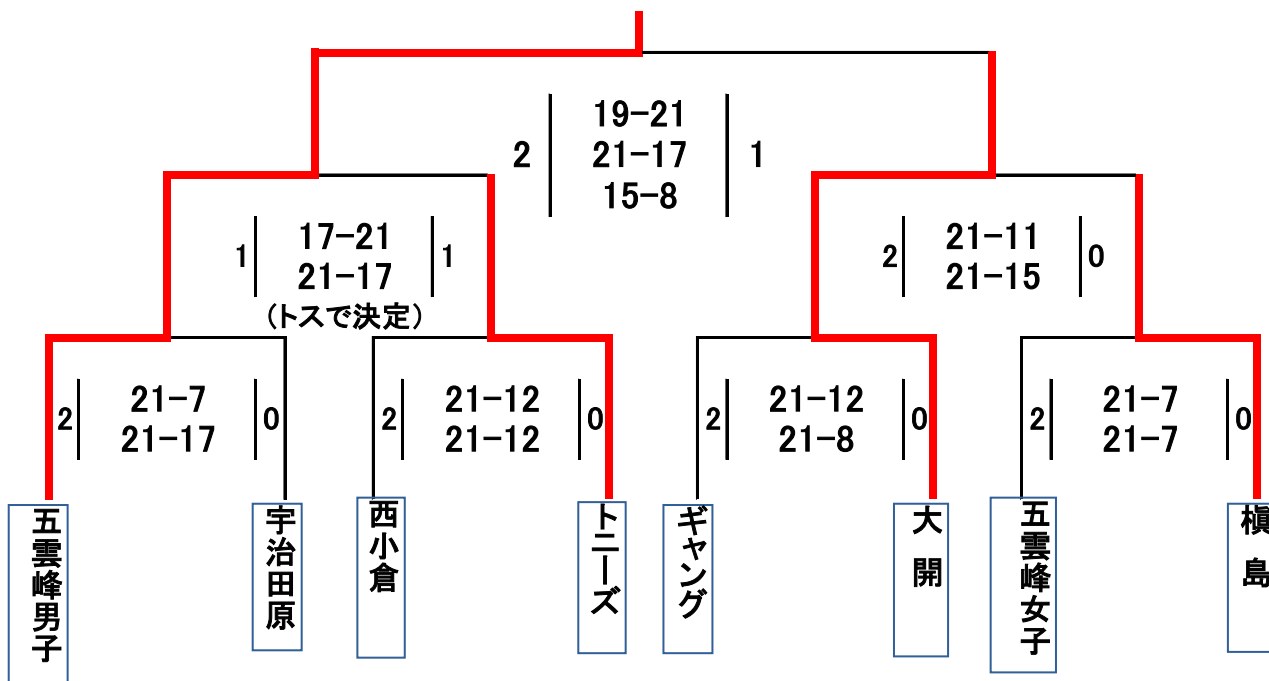 19-21
2 21-17 1
15-8
17-21
1 21-17 1
(トスで決定)
21-11
2 21-15 0
21-7
2 21-17 0
21-12
2 21-12 0
21-12
2 21-8 0
21-7
2 21-7 0
五雲峰男子
宇治田原
西小倉
トニーズ
ギャング
大開
五雲峰女子
槇島